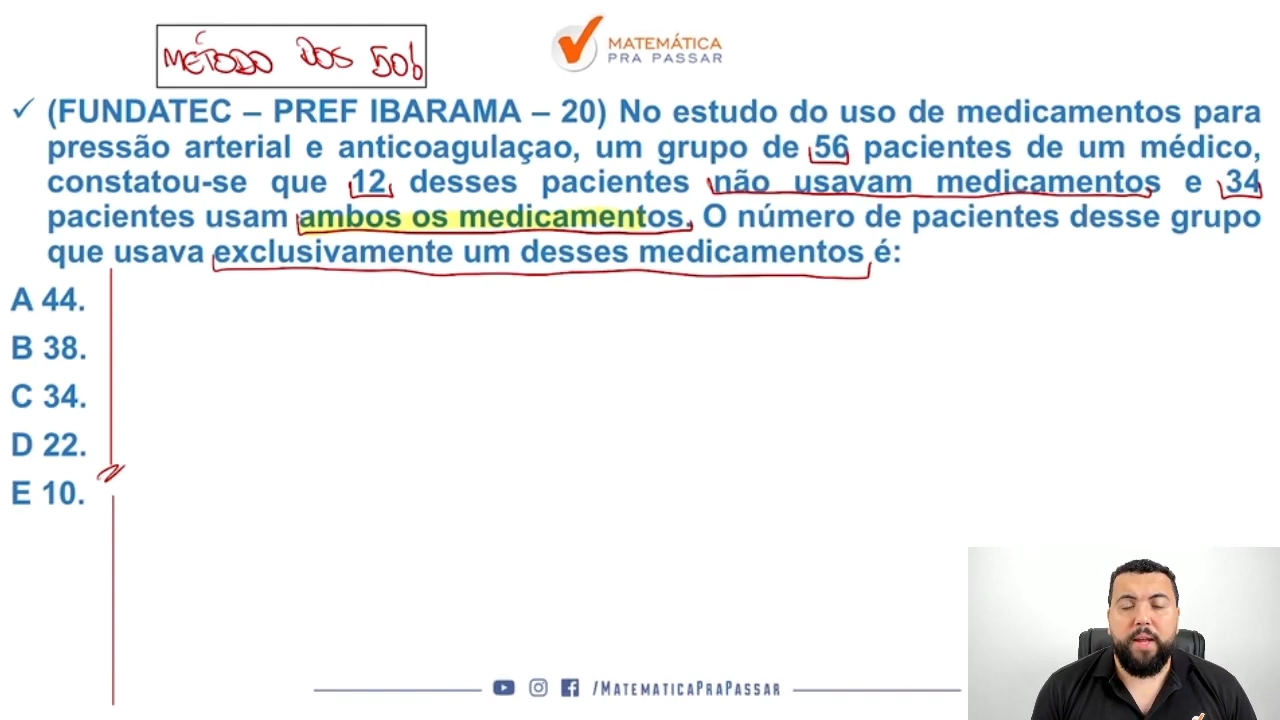 MÉTODO DOS 50%
MATEMÁTICA
PRA PASSAR
✓ (FUNDATEC – PREF IBARAMA – 20) No estudo do uso de medicamentos para
pressão arterial e anticoagulaçao, um grupo de 56 pacientes de um médico,
constatou-se que 12 desses pacientes não usavam medicamentos e 34
pacientes usam ambos os medicamentos. O número de pacientes desse grupo
que usava exclusivamente um desses medicamentos é:
A 44.
B 38.
C 34.
D 22.
E 10.
/MATEMATICAPRAPASSAR